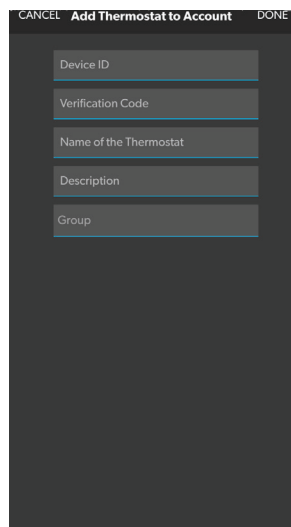 CANCEL Add Thermostat to Account DONE
Device ID
Verification Code
Name of the Thermostat
Description
Group